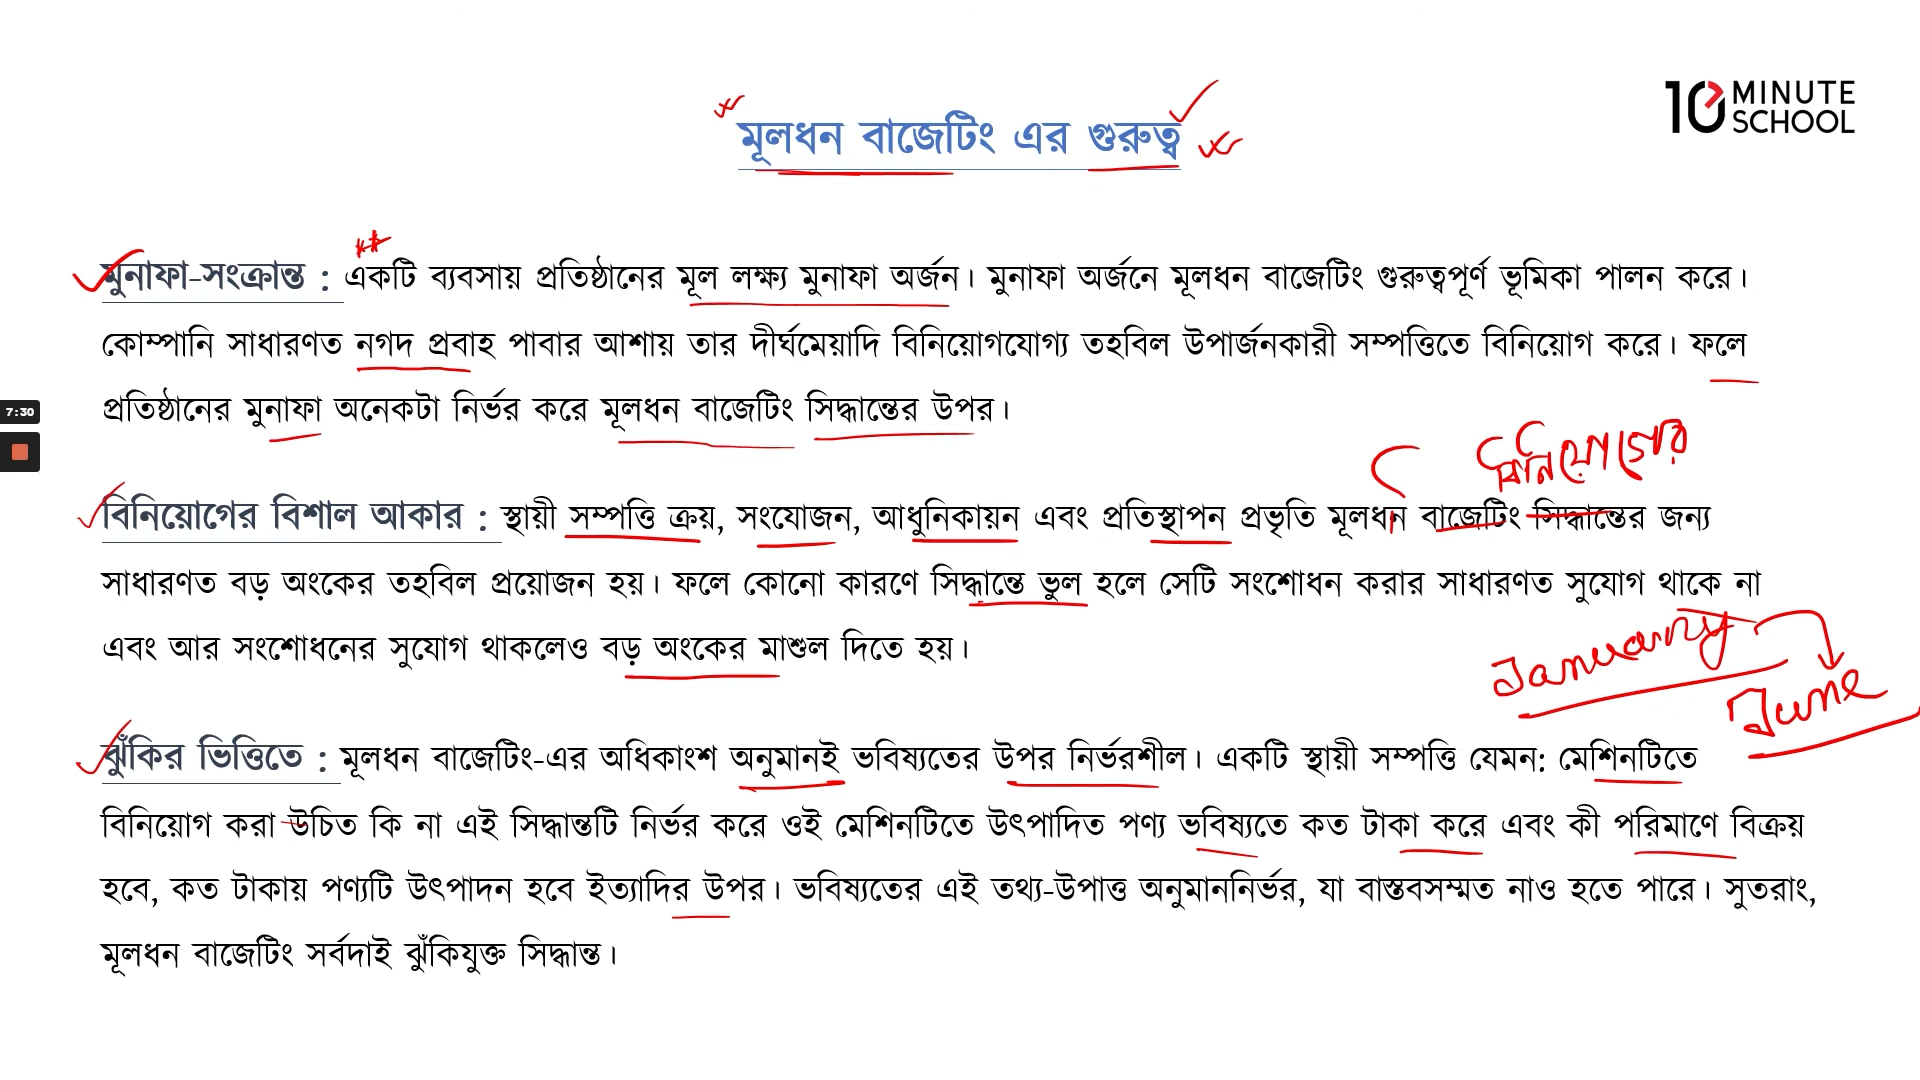 10 MINUTE SCHOOL
মূলধন বাজেটিং এর গুরুত্ব
মুনাফা-সংক্রান্ত : একটি ব্যবসায় প্রতিষ্ঠানের মূল লক্ষ্য মুনাফা অর্জন। মুনাফা অর্জনে মূলধন বাজেটিং গুরুত্বপূর্ণ ভূমিকা পালন করে।
কোম্পানি সাধারণত নগদ প্রবাহ পাবার আশায় তার দীর্ঘমেয়াদি বিনিয়োগযোগ্য তহবিল উপার্জনকারী সম্পত্তিতে বিনিয়োগ করে। ফলে
7:30
প্রতিষ্ঠানের মুনাফা অনেকটা নির্ভর করে মূলধন বাজেটিং সিদ্ধান্তের উপর।
বিনিয়োগের
বিনিয়োগের বিশাল আকার : স্থায়ী সম্পত্তি ক্রয়, সংযোজন, আধুনিকায়ন এবং প্রতিস্থাপন প্রভৃতি মূলধন বাজেটিং সিদ্ধান্তের জন্য
সাধারণত বড় অংকের তহবিল প্রয়োজন হয়। ফলে কোনো কারণে সিদ্ধান্তে ভুল হলে সেটি সংশোধন করার সাধারণত সুযোগ থাকে না
এবং আর সংশোধনের সুযোগ থাকলেও বড় অংকের মাশুল দিতে হয়।
January
June
ঝুঁকির ভিত্তিতে : মূলধন বাজেটিং-এর অধিকাংশ অনুমানই ভবিষ্যতের উপর নির্ভরশীল। একটি স্থায়ী সম্পত্তি যেমন: মেশিনটিতে
বিনিয়োগ করা উচিত কি না এই সিদ্ধান্তটি নির্ভর করে ওই মেশিনটিতে উৎপাদিত পণ্য ভবিষ্যতে কত টাকা করে এবং কী পরিমাণে বিক্রয়
হবে, কত টাকায় পণ্যটি উৎপাদন হবে ইত্যাদির উপর। ভবিষ্যতের এই তথ্য-উপাত্ত অনুমাননির্ভর, যা বাস্তবসম্মত নাও হতে পারে। সুতরাং,
মূলধন বাজেটিং সর্বদাই ঝুঁকিযুক্ত সিদ্ধান্ত।